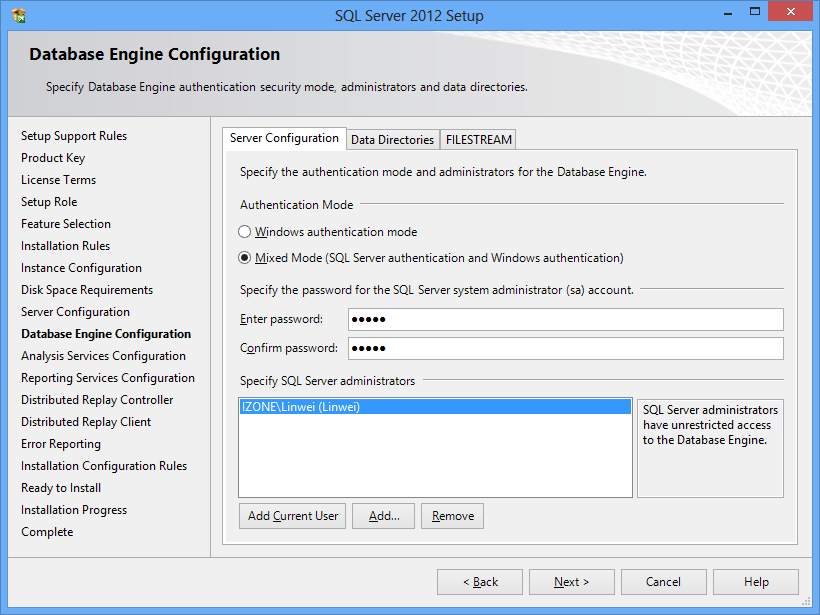 SQL Server 2012 Setup
Database Engine Configuration
Specify Database Engine authentication security mode, administrators and data directories.
Setup Support Rules
Product Key
License Terms
Setup Role
Feature Selection
Installation Rules
Instance Configuration
Disk Space Requirements
Server Configuration
Database Engine Configuration
Analysis Services Configuration
Reporting Services Configuration
Distributed Replay Controller
Distributed Replay Client
Error Reporting
Installation Configuration Rules
Ready to Install
Installation Progress
Complete
Server Configuration Data Directories FILESTREAM
Specify the authentication mode and administrators for the Database Engine.
Authentication Mode
Windows authentication mode
Mixed Mode (SQL Server authentication and Windows authentication)
Specify the password for the SQL Server system administrator (sa) account.
Enter password: ●●●●●
Confirm password: ●●●●●
Specify SQL Server administrators
IZONE\Linwei (Linwei)
SQL Server administrators
have unrestricted access
to the Database Engine.
Add Current User Add... Remove
< Back Next > Cancel Help